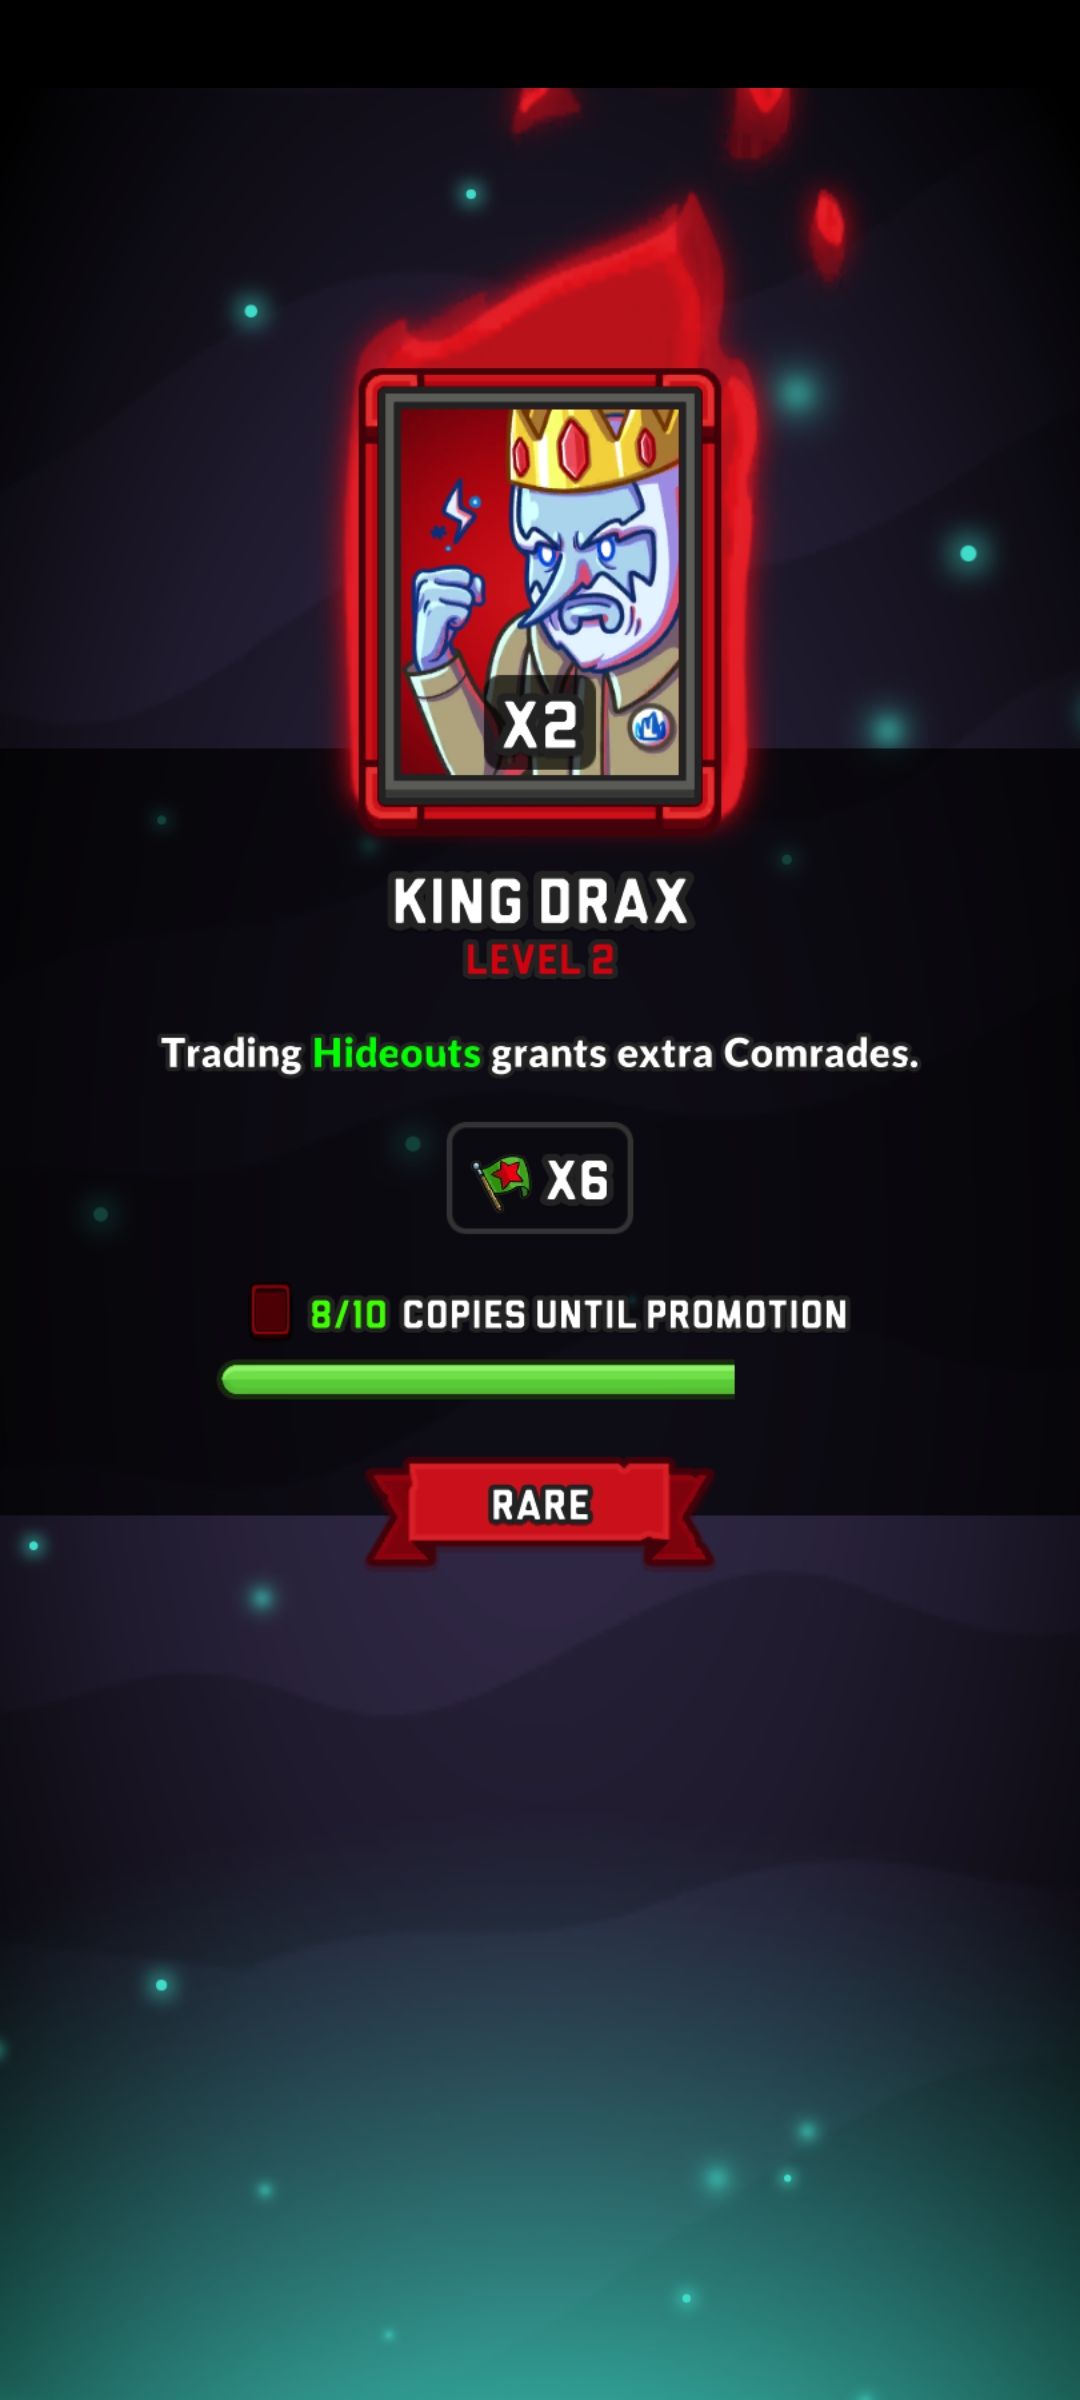 X2
KING DRAX
LEVEL 2
Trading Hideouts grants extra Comrades.
X6
8/10 COPIES UNTIL PROMOTION
RARE